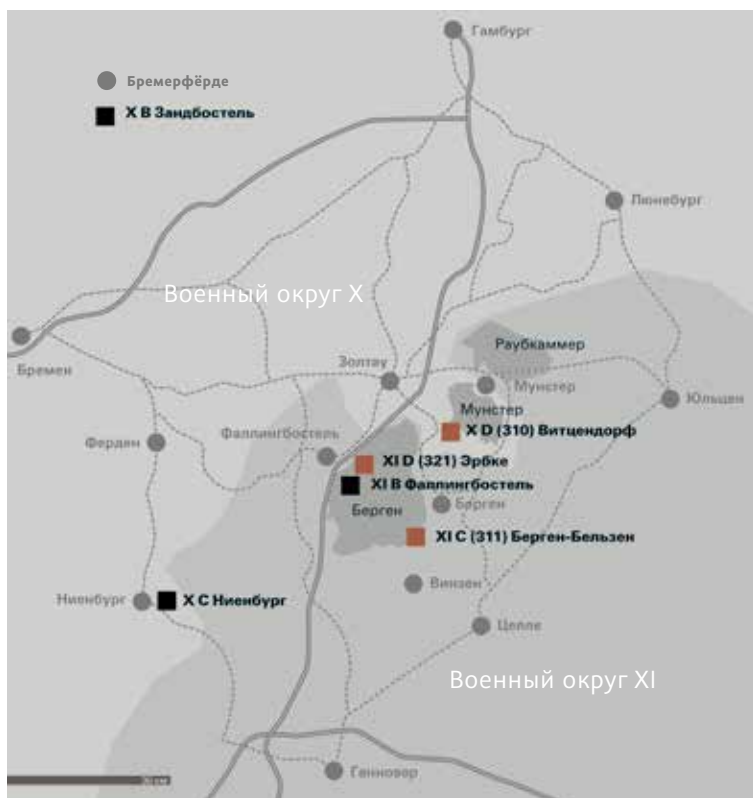 Гамбург
Бремерфёрде
X B Зандбостель
Люнебург
Военный округ X
Раубкаммер
Бремен
Золтау
Мунстер
Юльцен
Мунстер
X D (310) Витцендорф
Фаллингбостель
Ферден
XI D (321) Эрбке
XI B Фаллингбостель
Берген
Берген
XI C (311) Берген-Бельзен
Винзен
Ниенбург
X C Ниенбург
Целле
Военный округ XI
Ганновер